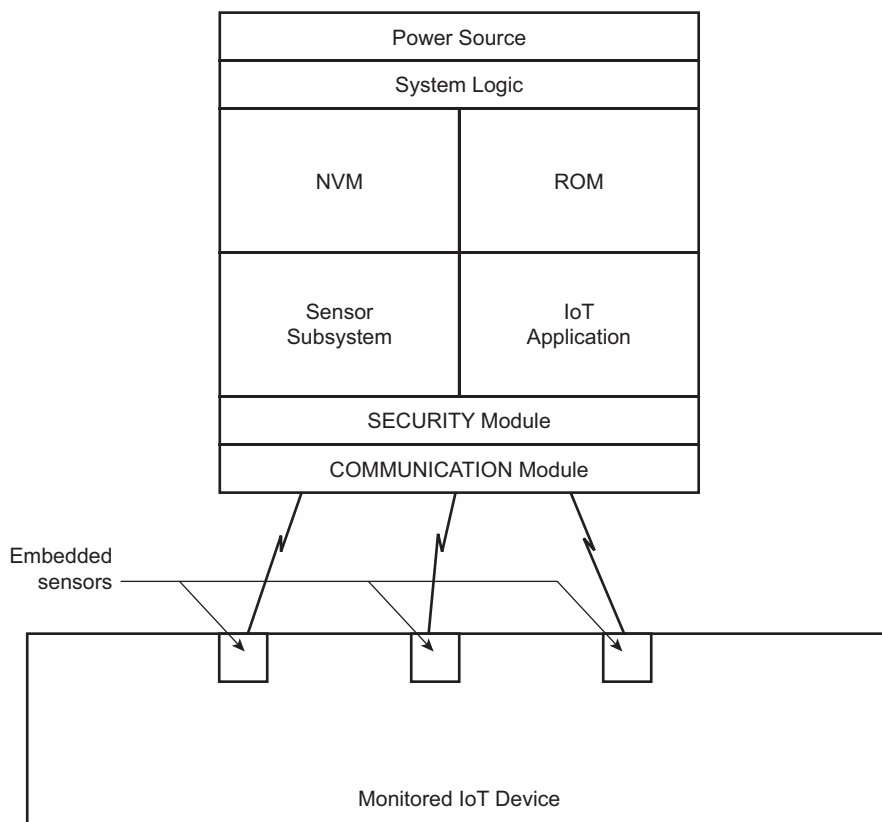 Power Source
System Logic
NVM
ROM
Sensor
Subsystem
IoT
Application
SECURITY Module
COMMUNICATION Module
Embedded
sensors
Monitored IoT Device